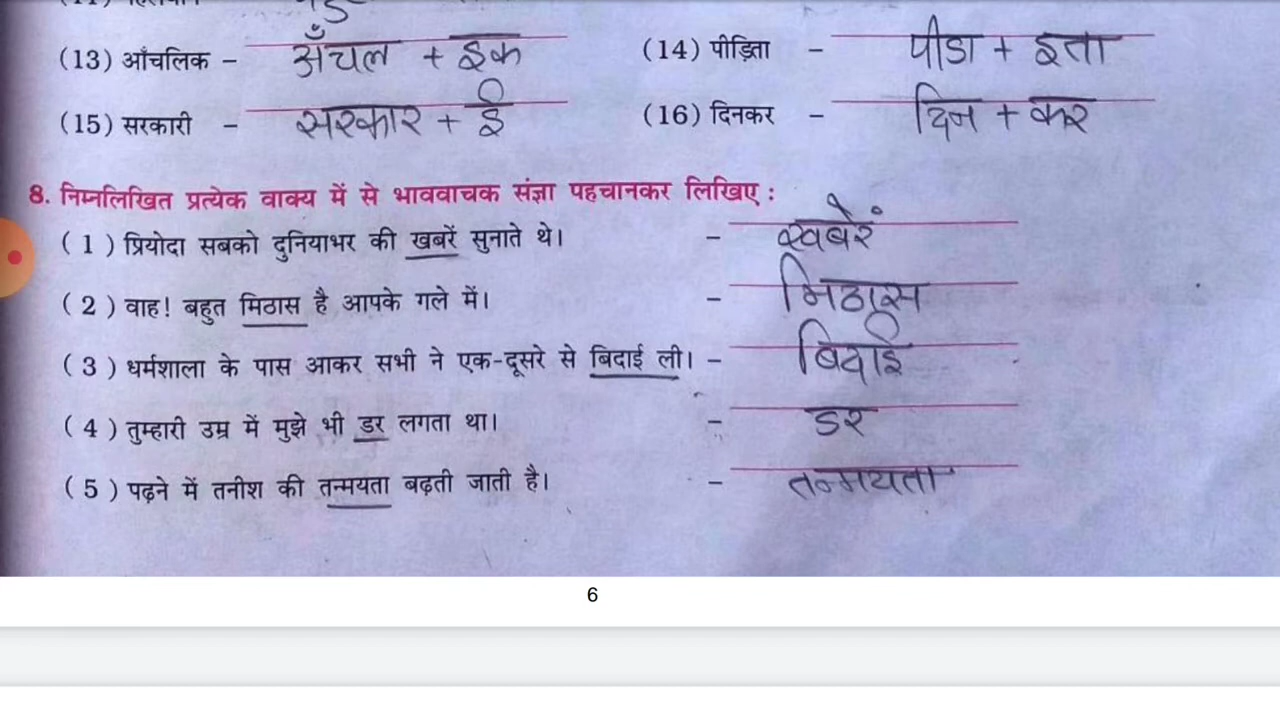 (13) आँचलिक - अँचल + इक (14) पीड़िता - पीडा + इता
(15) सरकारी - सरकार + ई (16) दिनकर - दिन + कर
8. निम्नलिखित प्रत्येक वाक्य में से भाववाचक संज्ञा पहचानकर लिखिए :
(1) प्रियोदा सबको दुनियाभर की खबरें सुनाते थे। - खबरें
(2) वाह! बहुत मिठास है आपके गले में। - मिठास
(3) धर्मशाला के पास आकर सभी ने एक-दूसरे से बिदाई ली। - बिदाई
(4) तुम्हारी उम्र में मुझे भी डर लगता था। - डर
(5) पढ़ने में तनीश की तन्मयता बढ़ती जाती है। - तन्मयता
6